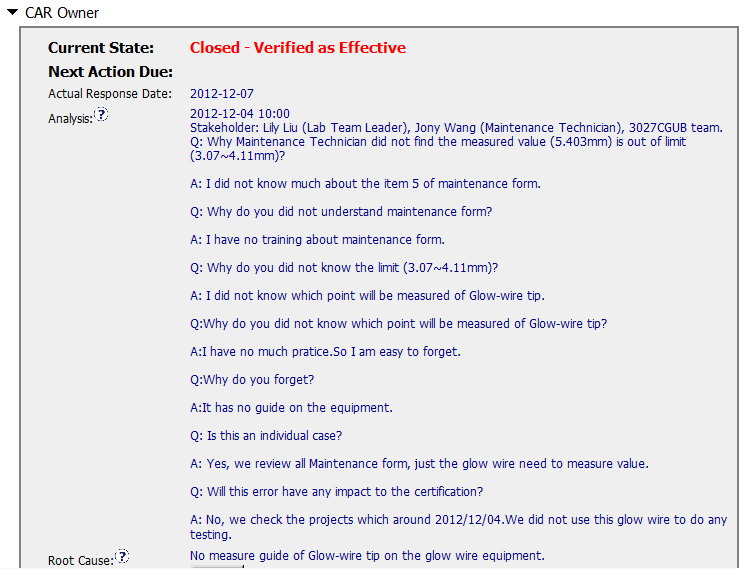 CAR Owner
Current State: Closed - Verified as Effective
Next Action Due:
Actual Response Date: 2012-12-07
Analysis:? 2012-12-04 10:00
Stakeholder: Lily Liu (Lab Team Leader), Jony Wang (Maintenance Technician), 3027CGUB team.
Q: Why Maintenance Technician did not find the measured value (5.403mm) is out of limit
(3.07~4.11mm)?
A: I did not know much about the item 5 of maintenance form.
Q: Why do you did not understand maintenance form?
A: I have no training about maintenance form.
Q: Why do you did not know the limit (3.07~4.11mm)?
A: I did not know which point will be measured of Glow-wire tip.
Q:Why do you did not know which point will be measured of Glow-wire tip?
A:I have no much pratice.So I am easy to forget.
Q:Why do you forget?
A:It has no guide on the equipment.
Q: Is this an individual case?
A: Yes, we review all Maintenance form, just the glow wire need to measure value.
Q: Will this error have any impact to the certification?
A: No, we check the projects which around 2012/12/04.We did not use this glow wire to do any
testing.
Root Cause:? No measure guide of Glow-wire tip on the glow wire equipment.